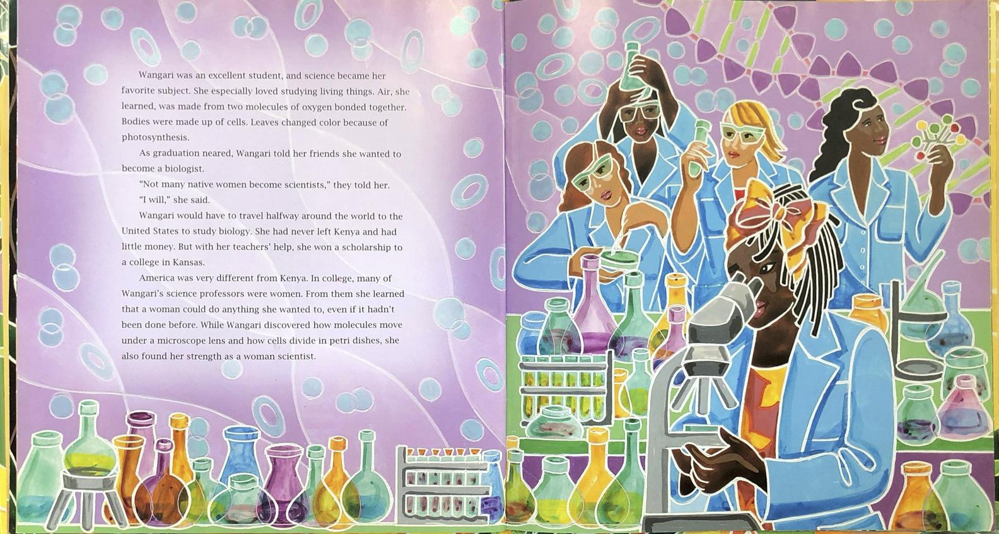 Wangari was an excellent student, and science became her
favorite subject. She especially loved studying living things. Air, she
learned, was made from two molecules of oxygen bonded together.
Bodies were made up of cells. Leaves changed color because of
photosynthesis.
As graduation neared, Wangari told her friends she wanted to
become a biologist.
“Not many native women become scientists,” they told her.
“I will,” she said.
Wangari would have to travel halfway around the world to the
United States to study biology. She had never left Kenya and had
little money. But with her teachers’ help, she won a scholarship to
a college in Kansas.
America was very different from Kenya. In college, many of
Wangari’s science professors were women. From them she learned
that a woman could do anything she wanted to, even if it hadn’t
been done before. While Wangari discovered how molecules move
under a microscope lens and how cells divide in petri dishes, she
also found her strength as a woman scientist.